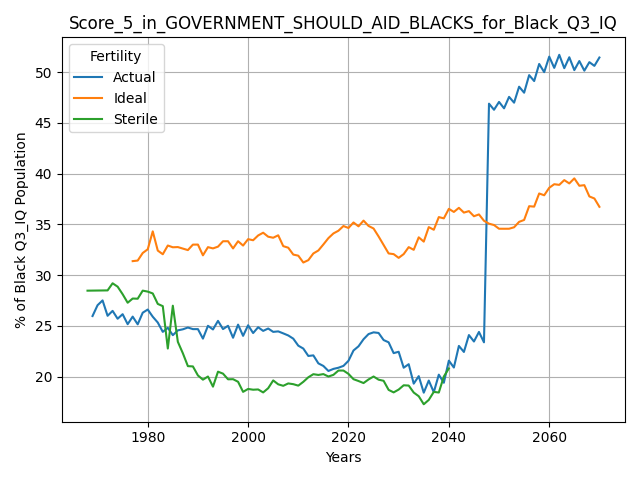 Score_5_in_GOVERNMENT_SHOULD_AID_BLACKS_for_Black_Q3_IQ
Fertility
Actual
Ideal
Sterile
% of Black Q3_IQ Population
50
45
40
35
30
25
20
1980
2000
2020
2040
2060
Years